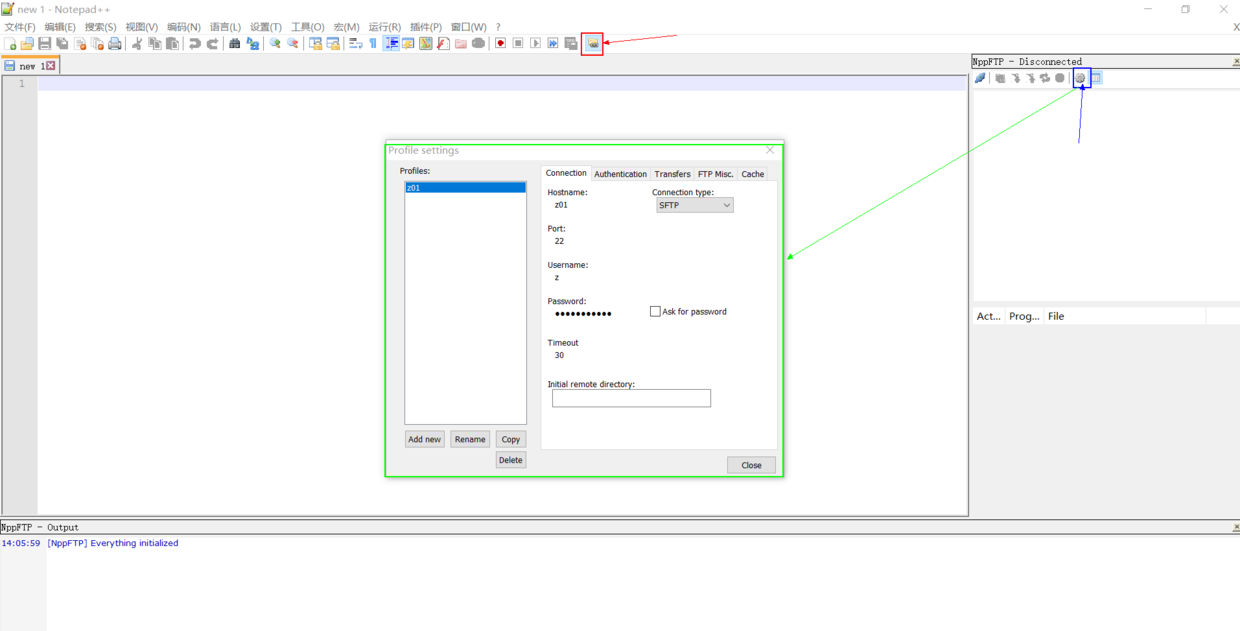 new 1 - Notepad++
文件(F) 编辑(E) 搜索(S) 视图(V) 编码(N) 语言(L) 设置(T) 工具(O) 宏(M) 运行(R) 插件(P) 窗口(W) ?
X
new 1
1
NppFTP - Disconnected
Profile settings
Profiles:
z01
Add new
Rename
Copy
Delete
Connection
Authentication
Transfers
FTP Misc.
Cache
Hostname:
z01
Connection type:
SFTP
Port:
22
Username:
z
Password:
•••••••••••
Ask for password
Timeout
30
Initial remote directory:
Close
Act... Prog... File
NppFTP - Output
14:05:59 [NppFTP] Everything initialized